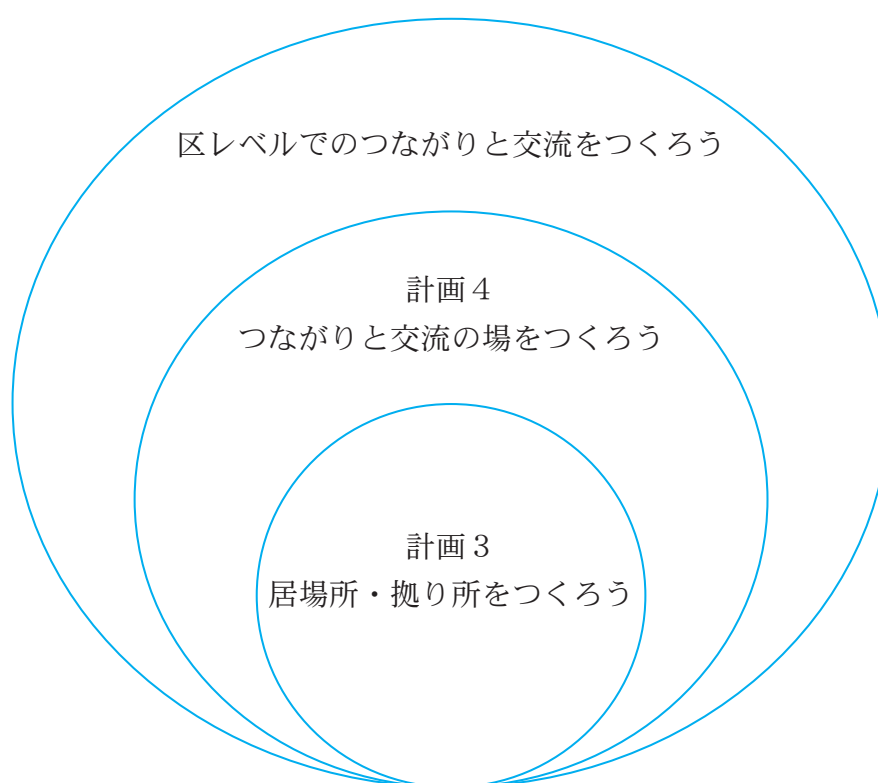 区レベルでのつながりと交流をつくろう
計画４
つながりと交流の場をつくろう
計画３
居場所・拠り所をつくろう